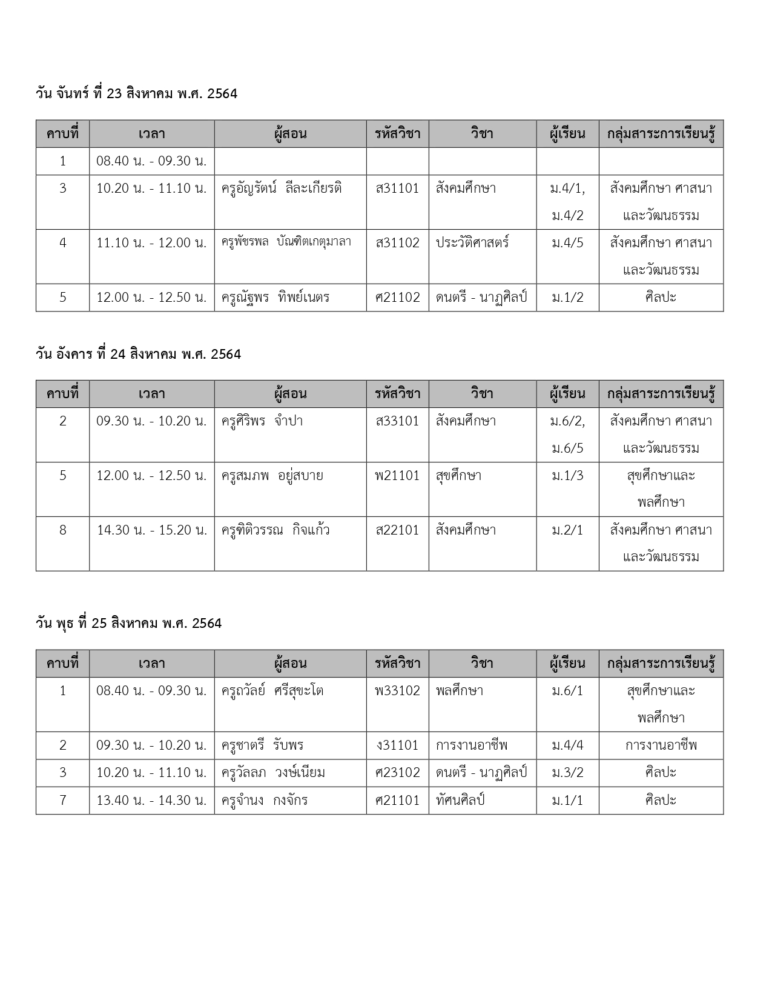 วัน จันทร์ ที่ 23 สิงหาคม พ.ศ. 2564
คาบที่ เวลา ผู้สอน รหัสวิชา วิชา ผู้เรียน กลุ่มสาระการเรียนรู้
1 08.40 น. - 09.30 น.
3 10.20 น. - 11.10 น. ครูอัญรัตน์ ลีละเกียรติ ส31101 สังคมศึกษา ม.4/1, สังคมศึกษา ศาสนา
ม.4/2 และวัฒนธรรม
4 11.10 น. - 12.00 น. ครูพัชรพล บัณฑิตเกตุมาลา ส31102 ประวัติศาสตร์ ม.4/5 สังคมศึกษา ศาสนา
และวัฒนธรรม
5 12.00 น. - 12.50 น. ครูณัฐพร ทิพย์เนตร ศ21102 ดนตรี - นาฏศิลป์ ม.1/2 ศิลปะ
วัน อังคาร ที่ 24 สิงหาคม พ.ศ. 2564
คาบที่ เวลา ผู้สอน รหัสวิชา วิชา ผู้เรียน กลุ่มสาระการเรียนรู้
2 09.30 น. - 10.20 น. ครูศิริพร จำปา ส33101 สังคมศึกษา ม.6/2, สังคมศึกษา ศาสนา
ม.6/5 และวัฒนธรรม
5 12.00 น. - 12.50 น. ครูสมภพ อยู่สบาย พ21101 สุขศึกษา ม.1/3 สุขศึกษาและ
พลศึกษา
8 14.30 น. - 15.20 น. ครูฑิติวรรณ กิจแก้ว ส22101 สังคมศึกษา ม.2/1 สังคมศึกษา ศาสนา
และวัฒนธรรม
วัน พุธ ที่ 25 สิงหาคม พ.ศ. 2564
คาบที่ เวลา ผู้สอน รหัสวิชา วิชา ผู้เรียน กลุ่มสาระการเรียนรู้
1 08.40 น. - 09.30 น. ครูถวัลย์ ศรีสุขะโต พ33102 พลศึกษา ม.6/1 สุขศึกษาและ
พลศึกษา
2 09.30 น. - 10.20 น. ครูชาตรี รับพร ง31101 การงานอาชีพ ม.4/4 การงานอาชีพ
3 10.20 น. - 11.10 น. ครูวัลลภ วงษ์เนียม ศ23102 ดนตรี - นาฏศิลป์ ม.3/2 ศิลปะ
7 13.40 น. - 14.30 น. ครูจำนง กงจักร ศ21101 ทัศนศิลป์ ม.1/1 ศิลปะ